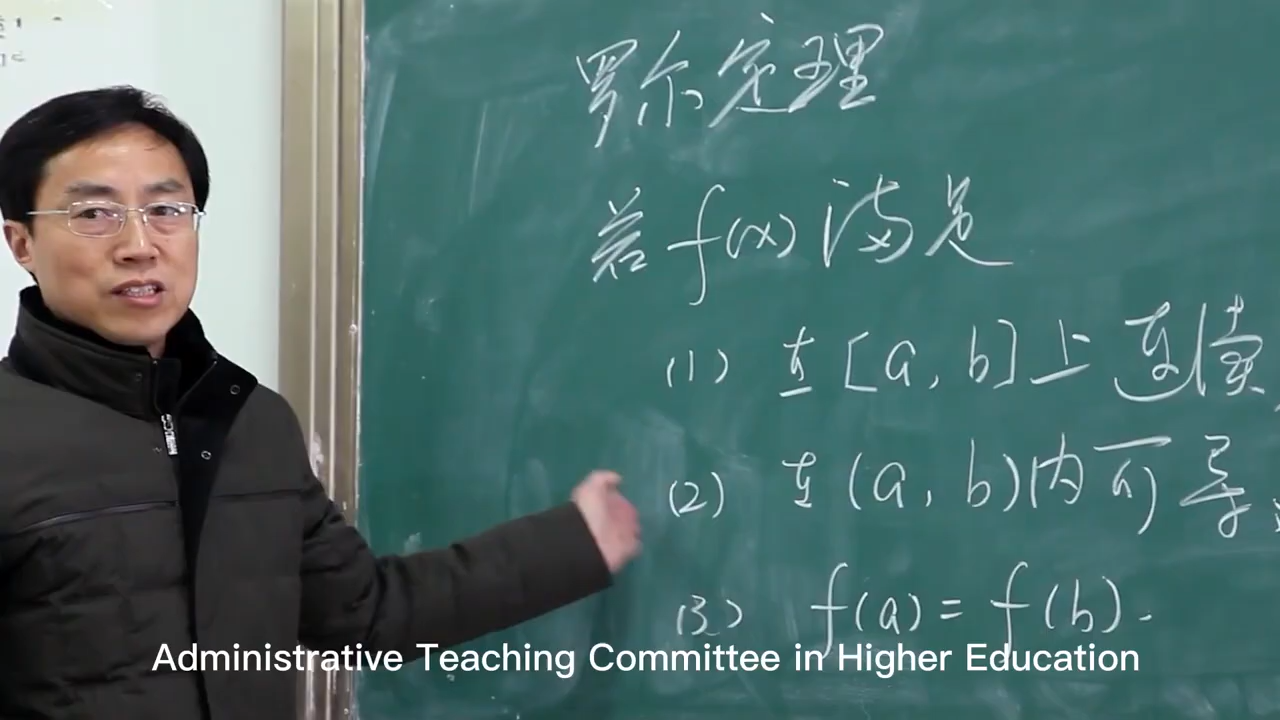 罗尔定理
若 f(x) 满足
(1) 在 [a, b] 上连续
(2) 在 (a, b) 内可导
(3) f(a) = f(b).
Administrative Teaching Committee in Higher Education